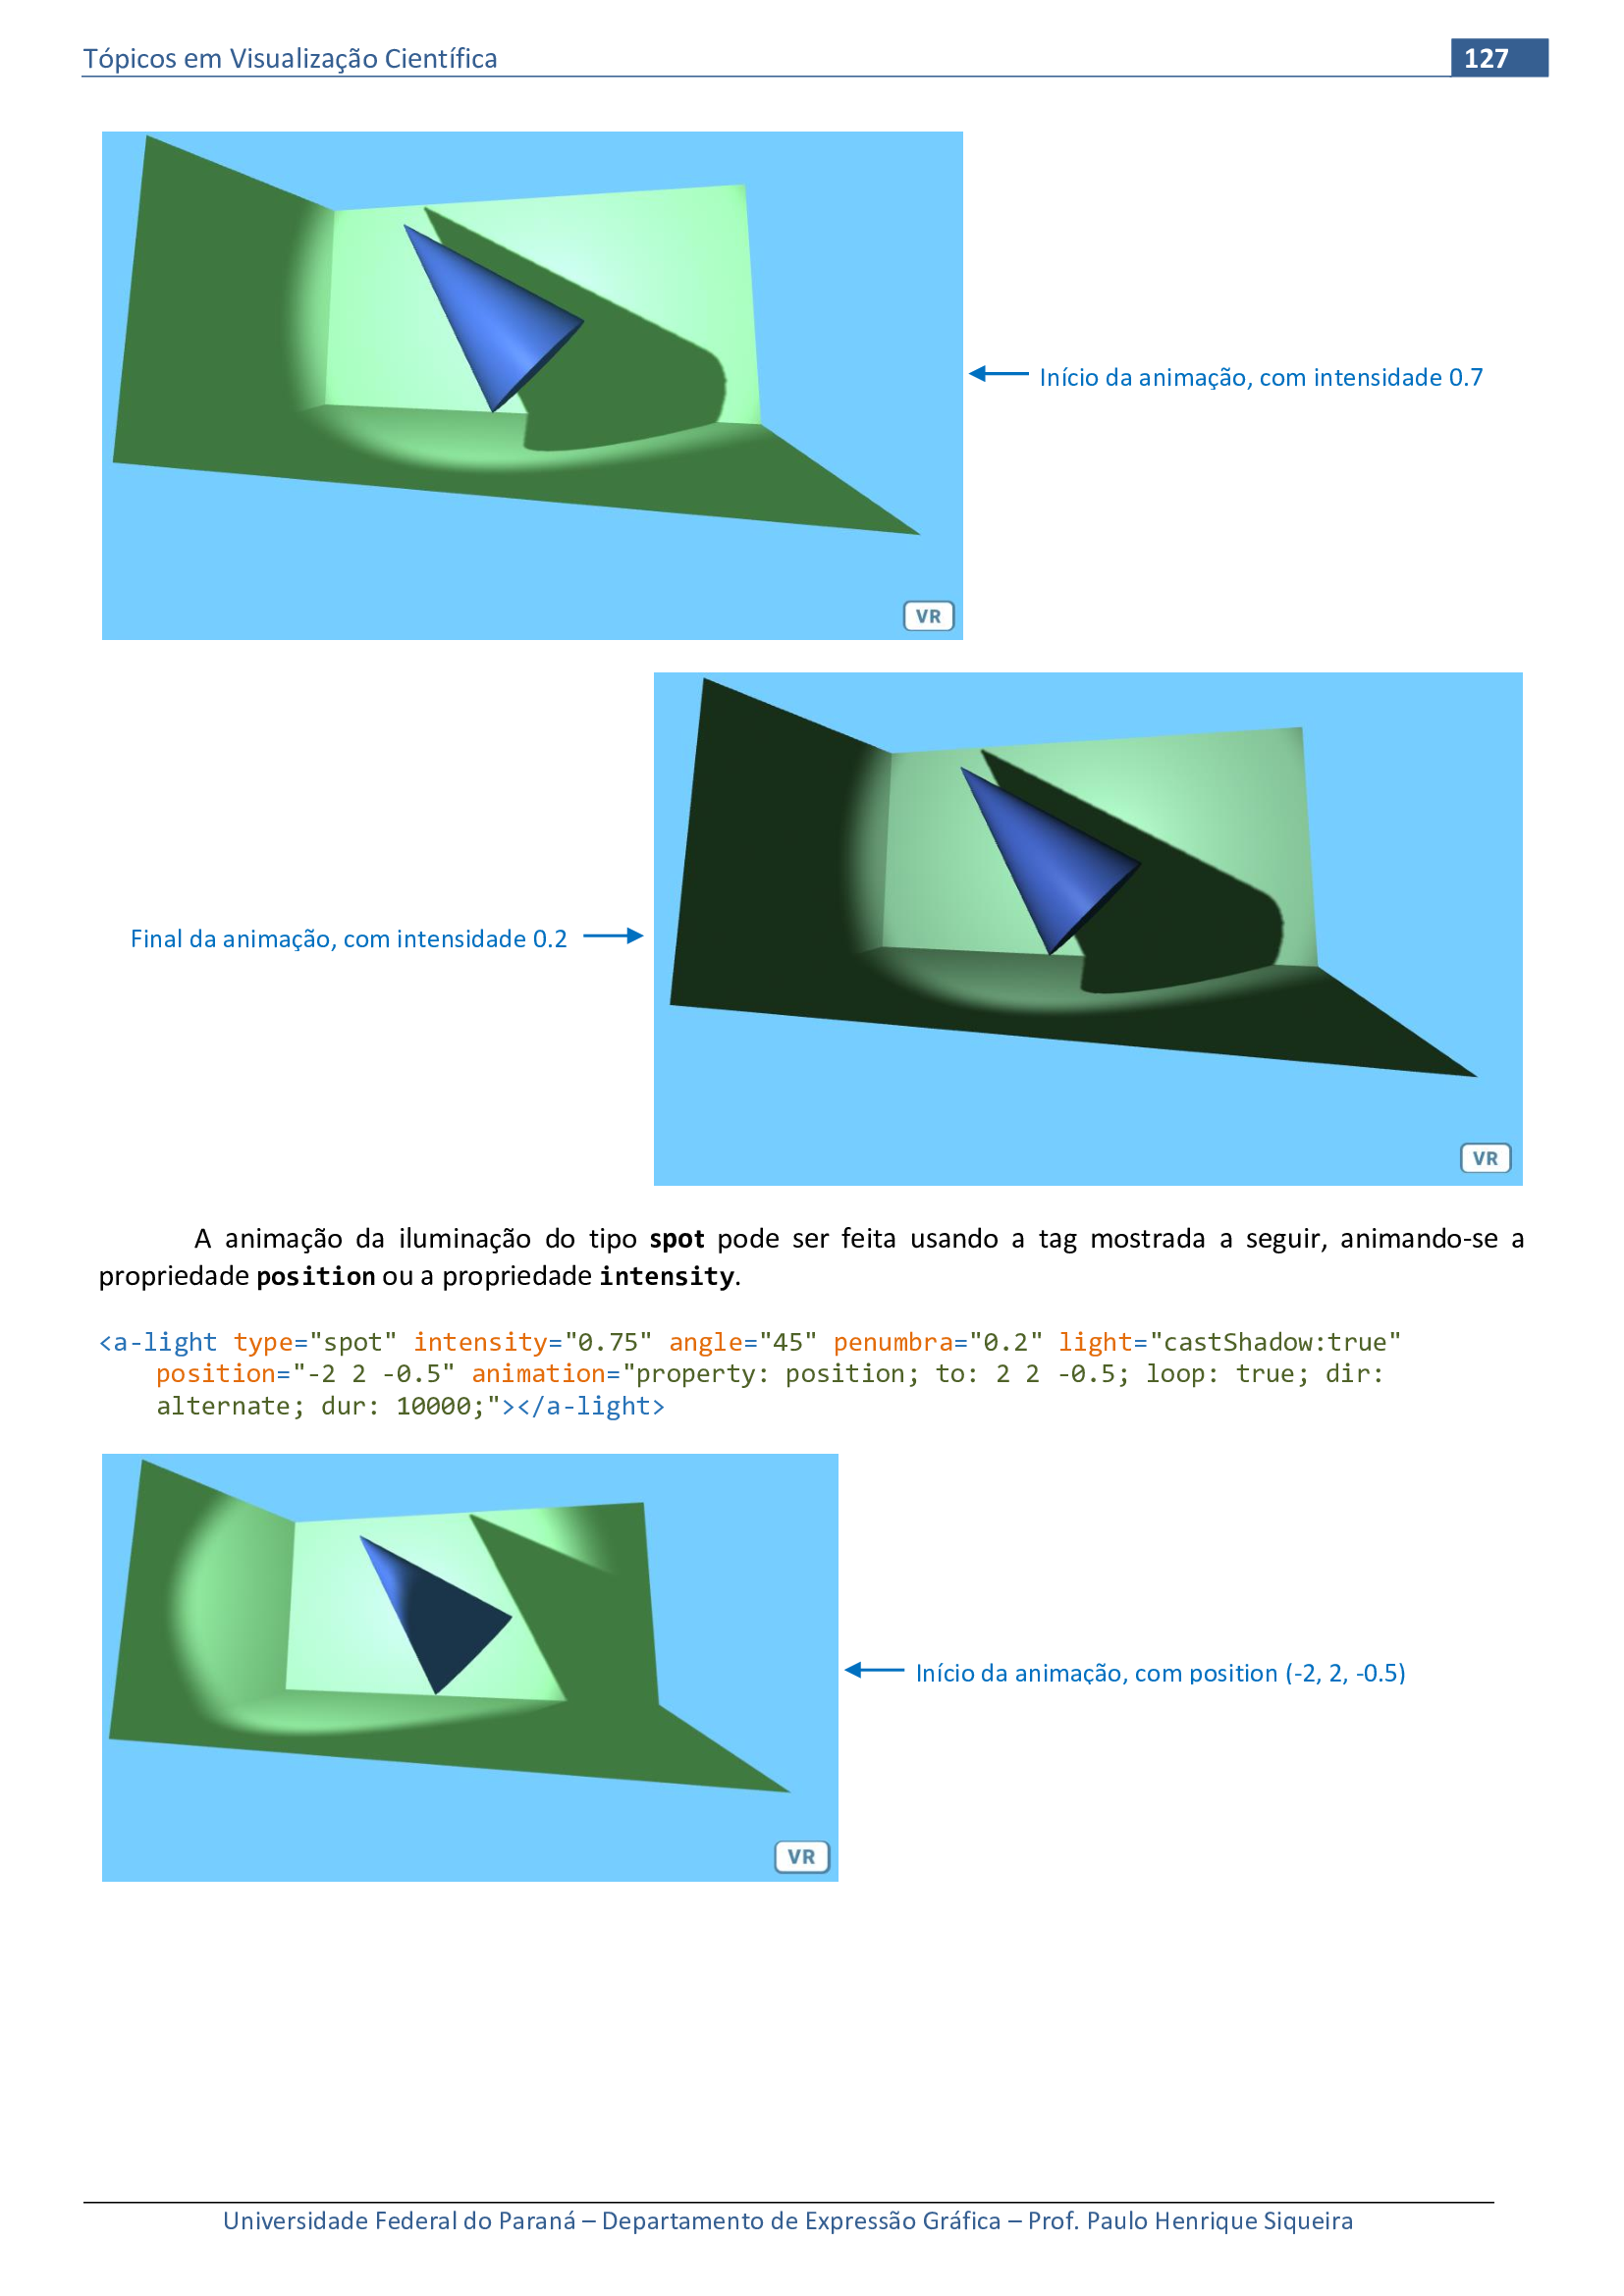 Tópicos em Visualização Científica 127
Início da animação, com intensidade 0.7
VR
Final da animação, com intensidade 0.2
VR
A animação da iluminação do tipo spot pode ser feita usando a tag mostrada a seguir, animando-se a
propriedade position ou a propriedade intensity.
<a-light type="spot" intensity="0.75" angle="45" penumbra="0.2" light="castShadow:true"
position="-2 2 -0.5" animation="property: position; to: 2 2 -0.5; loop: true; dir:
alternate; dur: 10000;"></a-light>
Início da animação, com position (-2, 2, -0.5)
VR
Universidade Federal do Paraná – Departamento de Expressão Gráfica – Prof. Paulo Henrique Siqueira